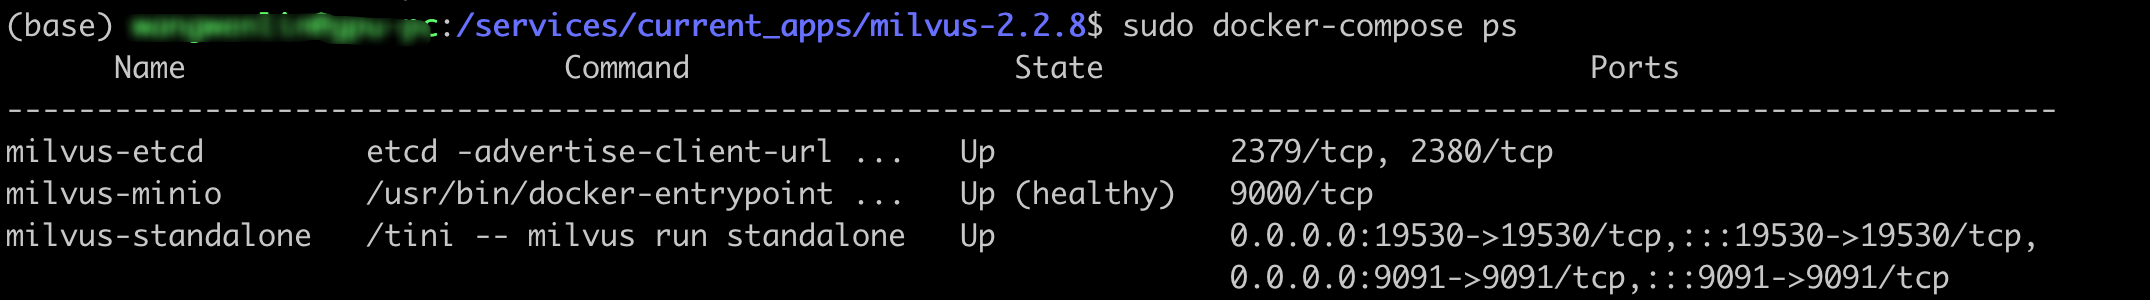 (base) :/services/current_apps/milvus-2.2.8$ sudo docker-compose ps
Name Command State Ports
------------------------------------------------------------------------------------------------------------------
milvus-etcd etcd -advertise-client-url ... Up 2379/tcp, 2380/tcp
milvus-minio /usr/bin/docker-entrypoint ... Up (healthy) 9000/tcp
milvus-standalone /tini -- milvus run standalone Up 0.0.0.0:19530->19530/tcp,:::19530->19530/tcp,
0.0.0.0:9091->9091/tcp,:::9091->9091/tcp